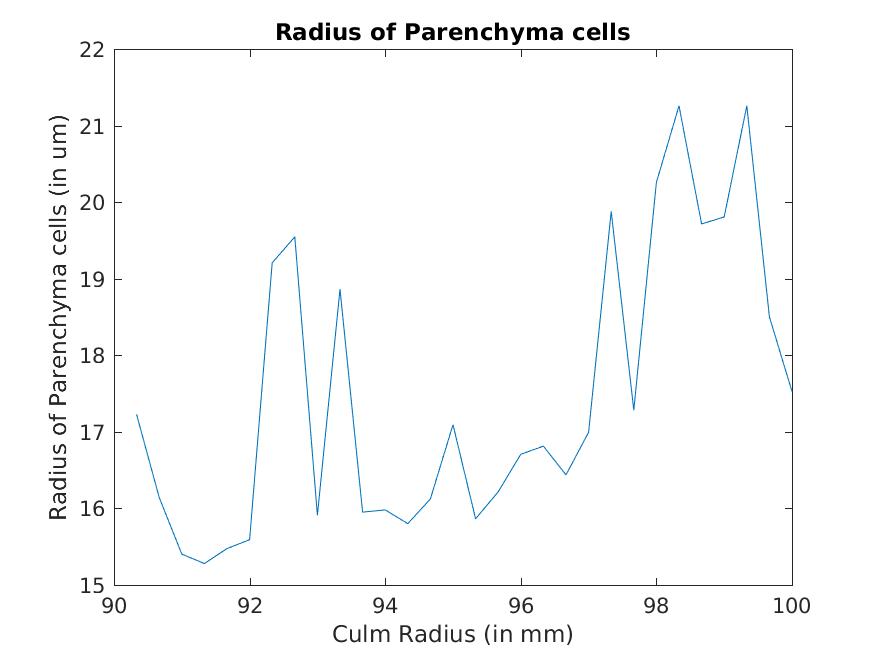 Radius of Parenchyma cells
22
21
20
19
18
17
16
15
Radius of Parenchyma cells (in um)
90 92 94 96 98 100
Culm Radius (in mm)